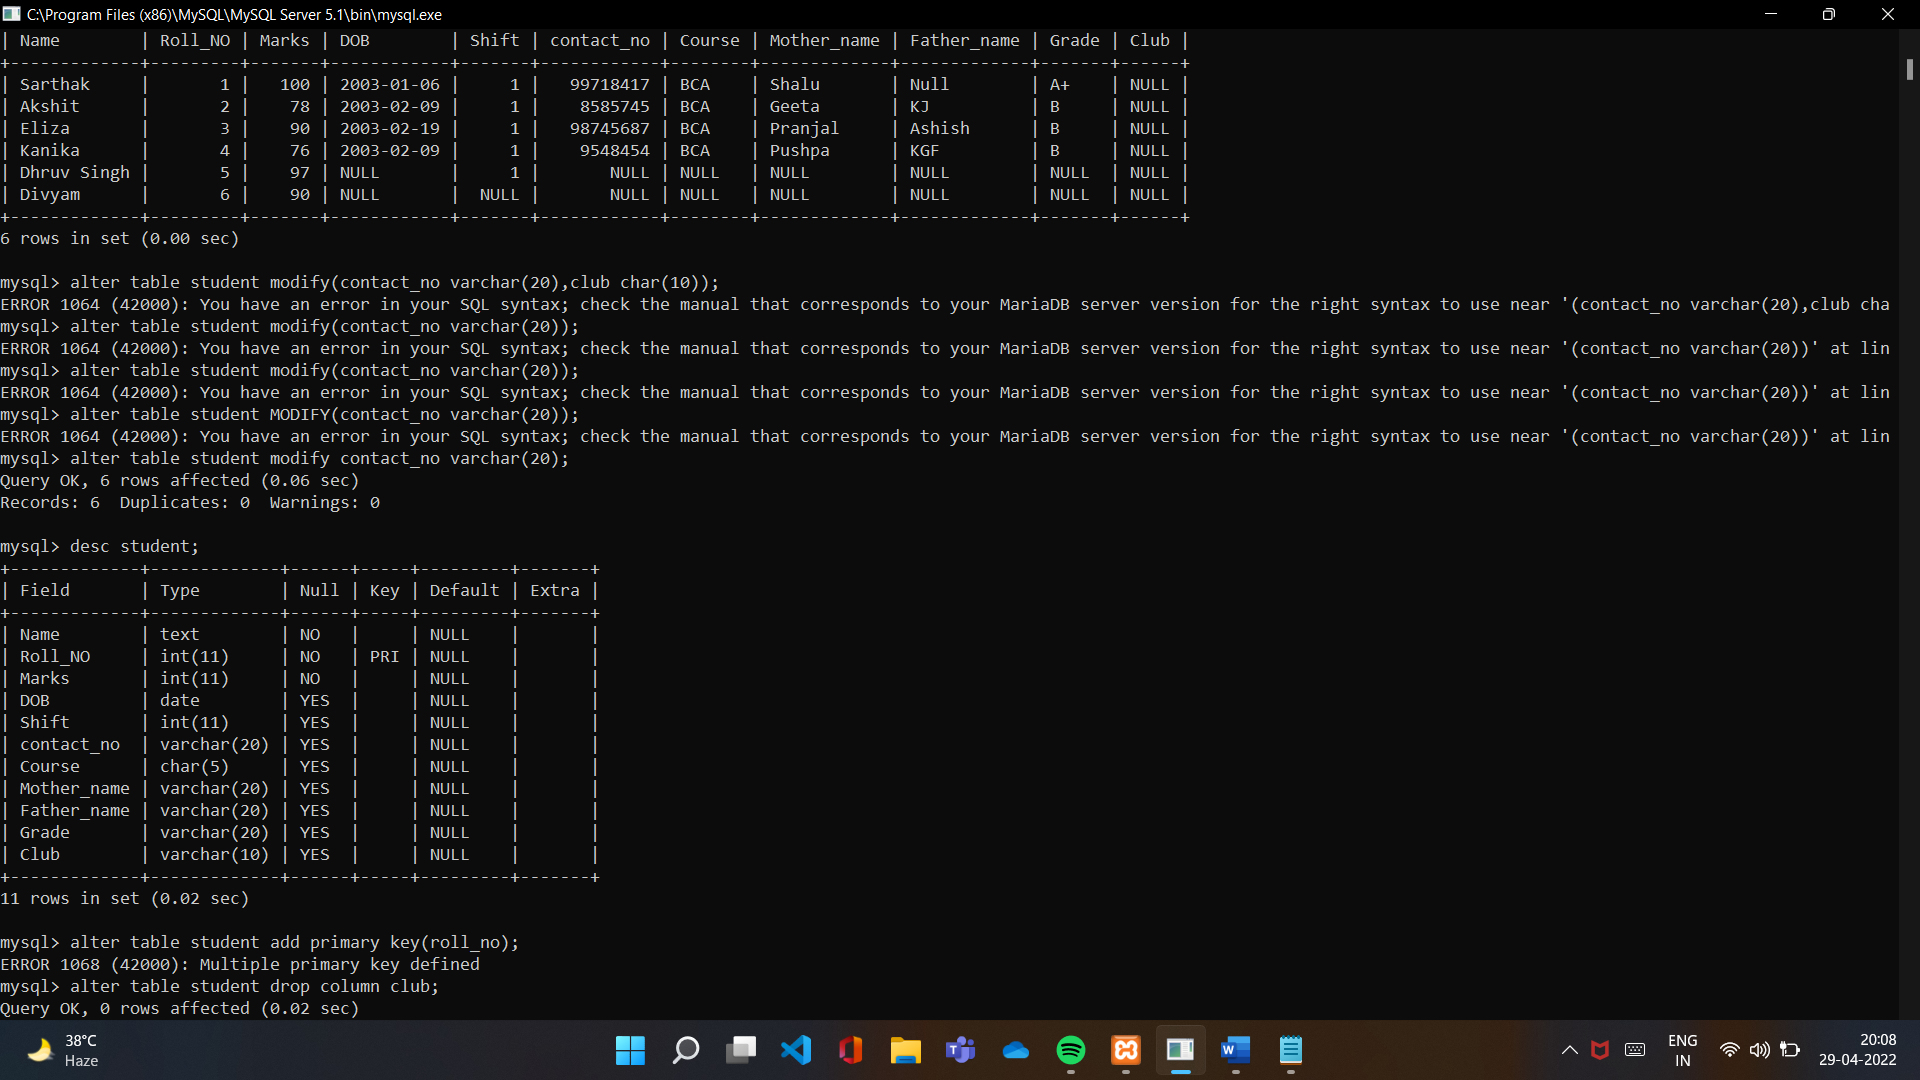 C:\Program Files (x86)\MySQL\MySQL Server 5.1\bin\mysql.exe
| Name        | Roll_NO | Marks | DOB        | Shift | contact_no | Course | Mother_name | Father_name | Grade | Club |
+-------------+---------+-------+------------+-------+------------+--------+-------------+-------------+-------+------+
| Sarthak     |       1 |   100 | 2003-01-06 |     1 |   99718417 | BCA    | Shalu       | Null        | A+    | NULL |
| Akshit      |       2 |    78 | 2003-02-09 |     1 |    8585745 | BCA    | Geeta       | KJ          | B     | NULL |
| Eliza       |       3 |    90 | 2003-02-19 |     1 |   98745687 | BCA    | Pranjal     | Ashish      | B     | NULL |
| Kanika      |       4 |    76 | 2003-02-09 |     1 |    9548454 | BCA    | Pushpa      | KGF         | B     | NULL |
| Dhruv Singh |       5 |    97 | NULL       |     1 |       NULL | NULL   | NULL        | NULL        | NULL  | NULL |
| Divyam      |       6 |    90 | NULL       |  NULL |       NULL | NULL   | NULL        | NULL        | NULL  | NULL |
+-------------+---------+-------+------------+-------+------------+--------+-------------+-------------+-------+------+
6 rows in set (0.00 sec)

mysql> alter table student modify(contact_no varchar(20),club char(10));
ERROR 1064 (42000): You have an error in your SQL syntax; check the manual that corresponds to your MariaDB server version for the right syntax to use near '(contact_no varchar(20),club cha
mysql> alter table student modify(contact_no varchar(20));
ERROR 1064 (42000): You have an error in your SQL syntax; check the manual that corresponds to your MariaDB server version for the right syntax to use near '(contact_no varchar(20))' at lin
mysql> alter table student modify(contact_no varchar(20));
ERROR 1064 (42000): You have an error in your SQL syntax; check the manual that corresponds to your MariaDB server version for the right syntax to use near '(contact_no varchar(20))' at lin
mysql> alter table student MODIFY(contact_no varchar(20));
ERROR 1064 (42000): You have an error in your SQL syntax; check the manual that corresponds to your MariaDB server version for the right syntax to use near '(contact_no varchar(20))' at lin
mysql> alter table student modify contact_no varchar(20);
Query OK, 6 rows affected (0.06 sec)
Records: 6  Duplicates: 0  Warnings: 0

mysql> desc student;
+-------------+-------------+------+-----+---------+-------+
| Field       | Type        | Null | Key | Default | Extra |
+-------------+-------------+------+-----+---------+-------+
| Name        | text        | NO   |     | NULL    |       |
| Roll_NO     | int(11)     | NO   | PRI | NULL    |       |
| Marks       | int(11)     | NO   |     | NULL    |       |
| DOB         | date        | YES  |     | NULL    |       |
| Shift       | int(11)     | YES  |     | NULL    |       |
| contact_no  | varchar(20) | YES  |     | NULL    |       |
| Course      | char(5)     | YES  |     | NULL    |       |
| Mother_name | varchar(20) | YES  |     | NULL    |       |
| Father_name | varchar(20) | YES  |     | NULL    |       |
| Grade       | varchar(20) | YES  |     | NULL    |       |
| Club        | varchar(10) | YES  |     | NULL    |       |
+-------------+-------------+------+-----+---------+-------+
11 rows in set (0.02 sec)

mysql> alter table student add primary key(roll_no);
ERROR 1068 (42000): Multiple primary key defined
mysql> alter table student drop column club;
Query OK, 0 rows affected (0.02 sec)
38°C
Haze
ENG
IN
20:08
29-04-2022